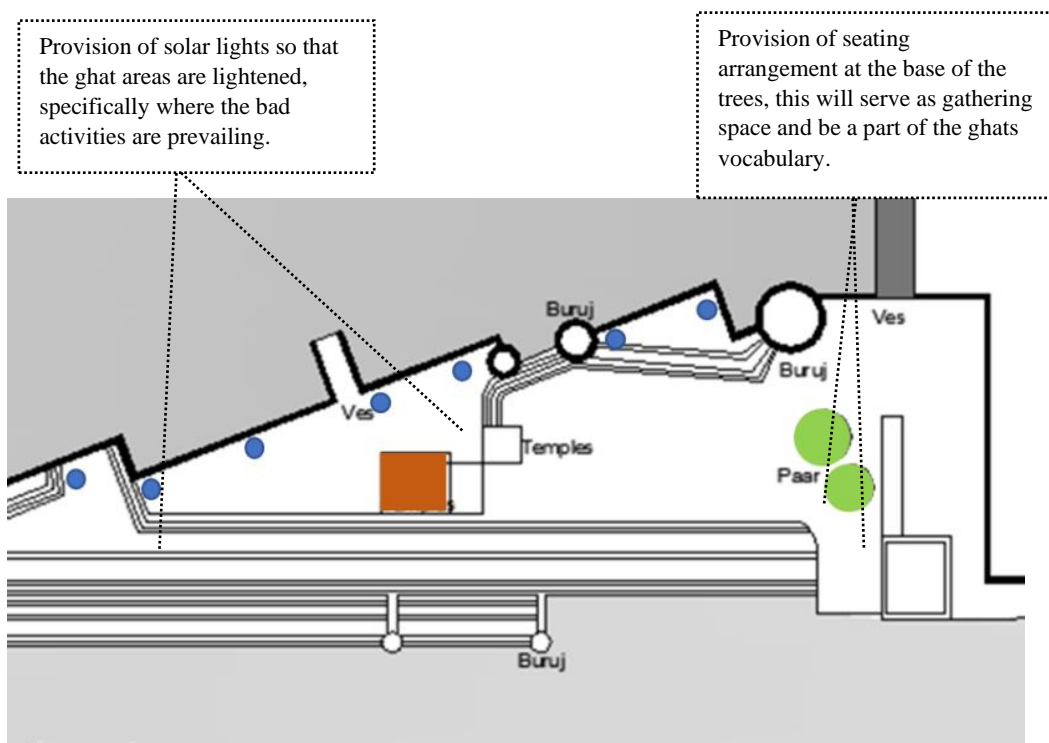 Provision of solar lights so that
the ghat areas are lightened,
specifically where the bad
activities are prevailing.
Provision of seating
arrangement at the base of the
trees, this will serve as gathering
space and be a part of the ghats
vocabulary.
Buruj
Ves
Buruj
Ves
Temples
Paar
Buruj